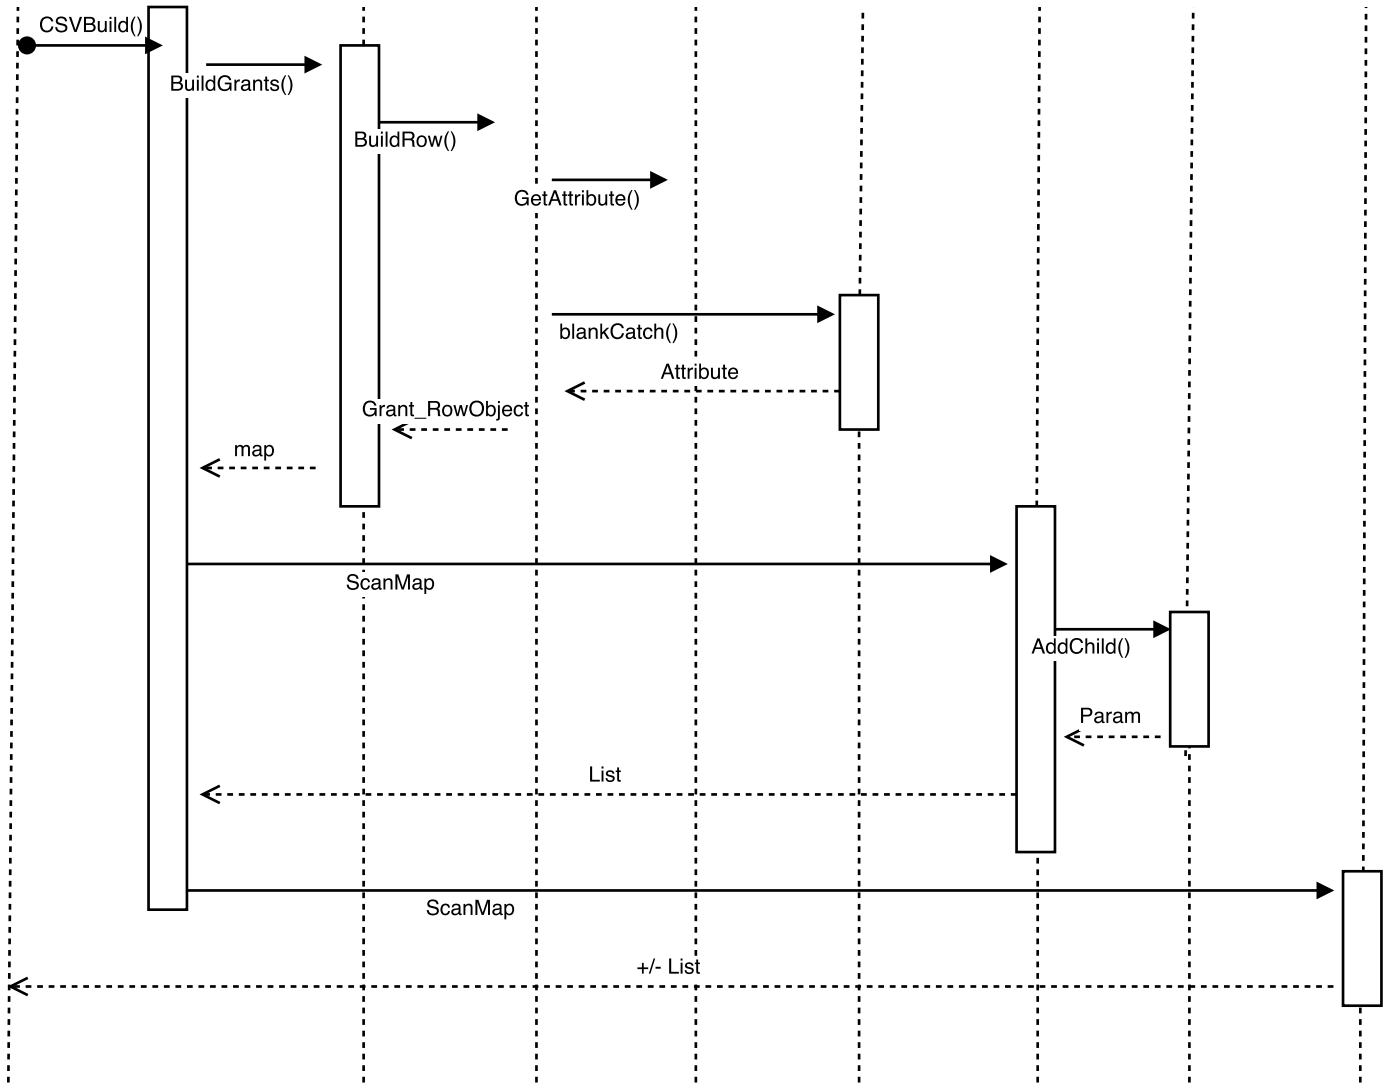 CSVBuild()
BuildGrants()
BuildRow()
GetAttribute()
blankCatch()
Attribute
Grant_RowObject
map
ScanMap
AddChild()
Param
List
ScanMap
+/- List